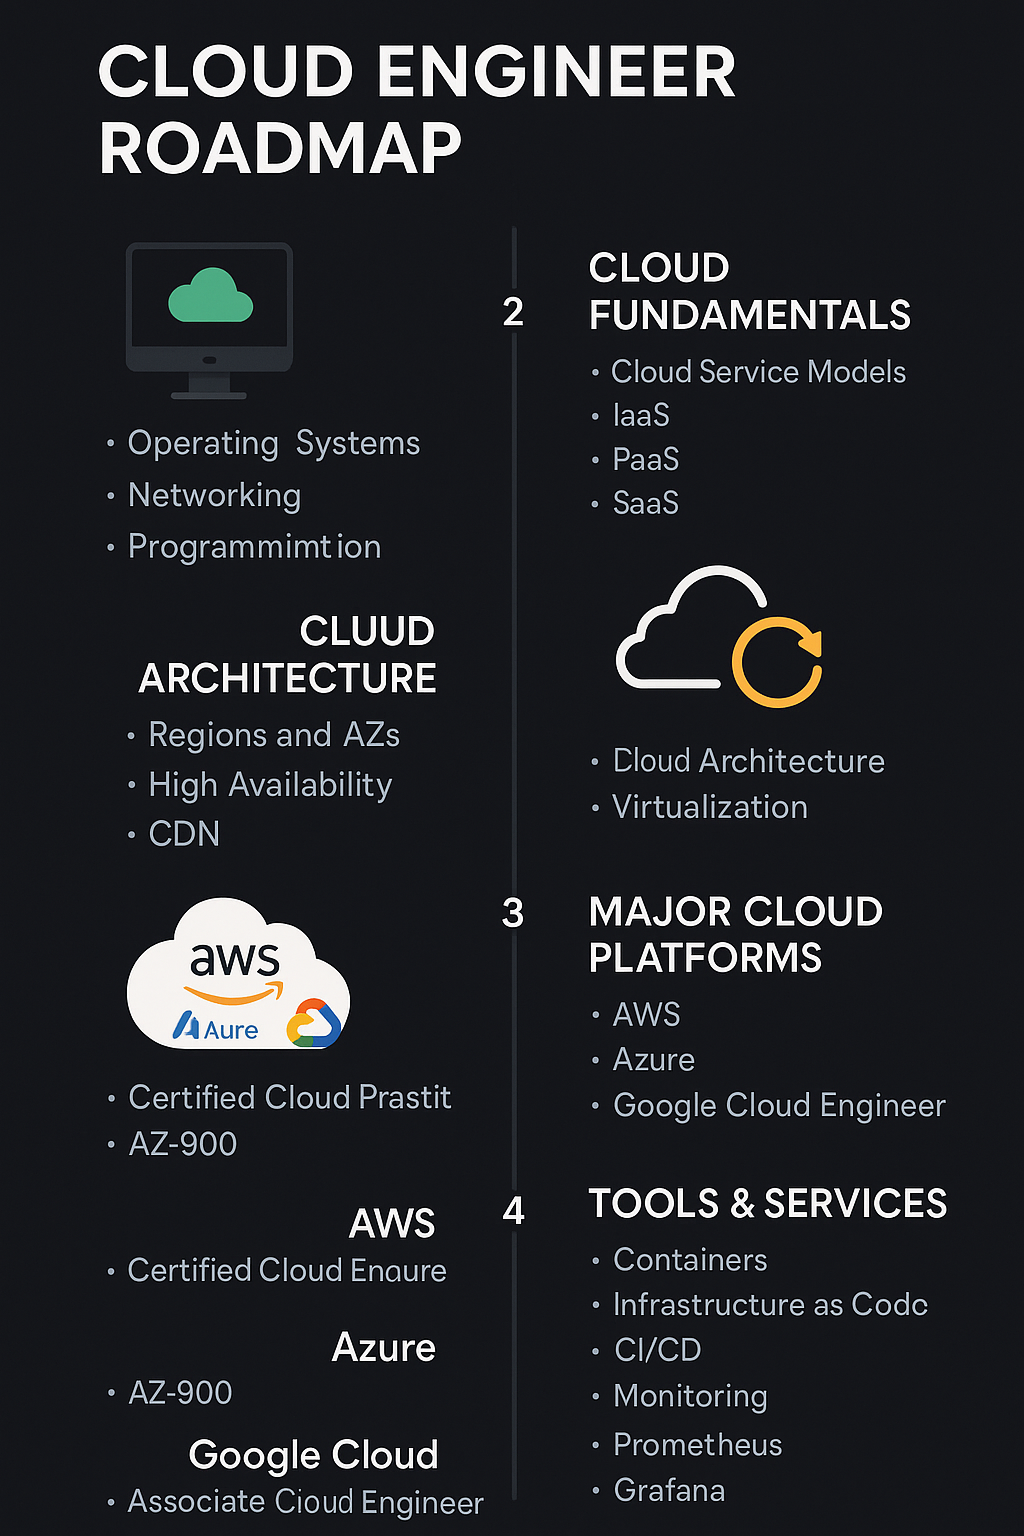 CLOUD ENGINEER
ROADMAP
• Operating Systems
• Networking
• Programmimtion
2
CLOUD
FUNDAMENTALS
• Cloud Service Models
• IaaS
• PaaS
• SaaS
CLUUD
ARCHITECTURE
• Regions and AZs
• High Availability
• CDN
• Cloud Architecture
• Virtualization
aws
Aure
• Certified Cloud Prastit
• AZ-900
3
MAJOR CLOUD
PLATFORMS
• AWS
• Azure
• Google Cloud Engineer
AWS
• Certified Cloud Enaure
Azure
• AZ-900
Google Cloud
• Associate Cioud Engineer
4
TOOLS & SERVICES
• Containers
• Infrastructure as Codc
• CI/CD
• Monitoring
• Prometheus
• Grafana